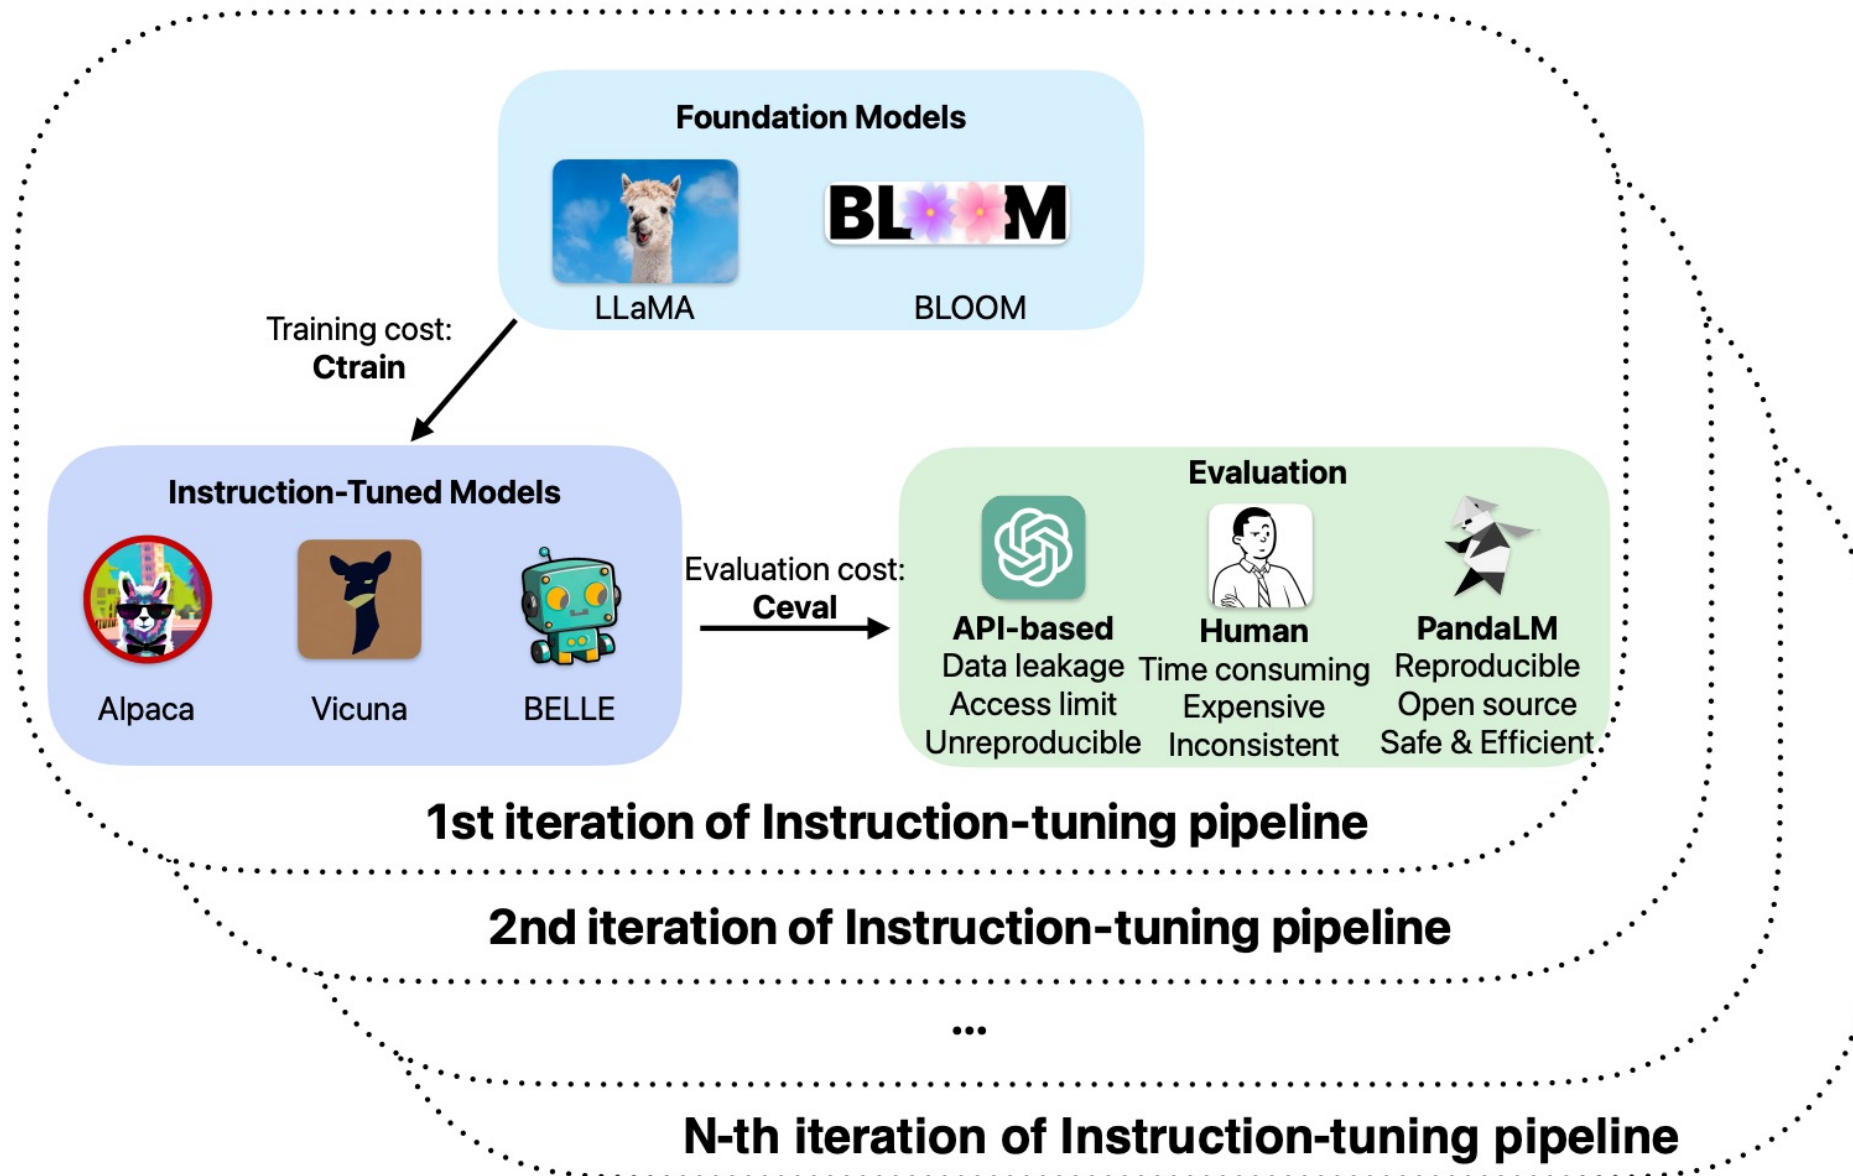 Foundation Models
BLOOM
LLaMA
BLOOM
Training cost:
Ctrain
Instruction-Tuned Models
Alpaca
Vicuna
BELLE
Evaluation cost:
Ceval
Evaluation
API-based
Data leakage
Access limit
Unreproducible
Human
Time consuming
Expensive
Inconsistent
PandaLM
Reproducible
Open source
Safe & Efficient
1st iteration of Instruction-tuning pipeline
2nd iteration of Instruction-tuning pipeline
...
N-th iteration of Instruction-tuning pipeline